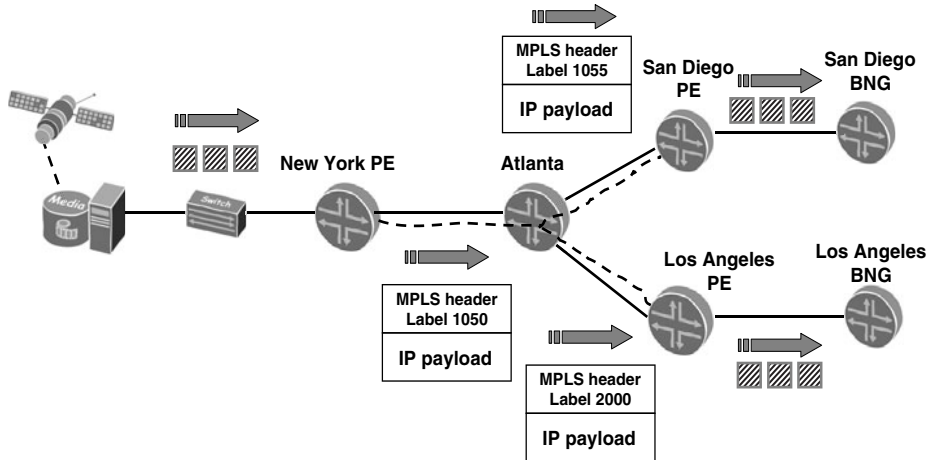 MPLS header
Label 1055
IP payload
San Diego
PE
San Diego
BNG
New York PE
Atlanta
Media
Switch
MPLS header
Label 1050
IP payload
Los Angeles
PE
Los Angeles
BNG
MPLS header
Label 2000
IP payload